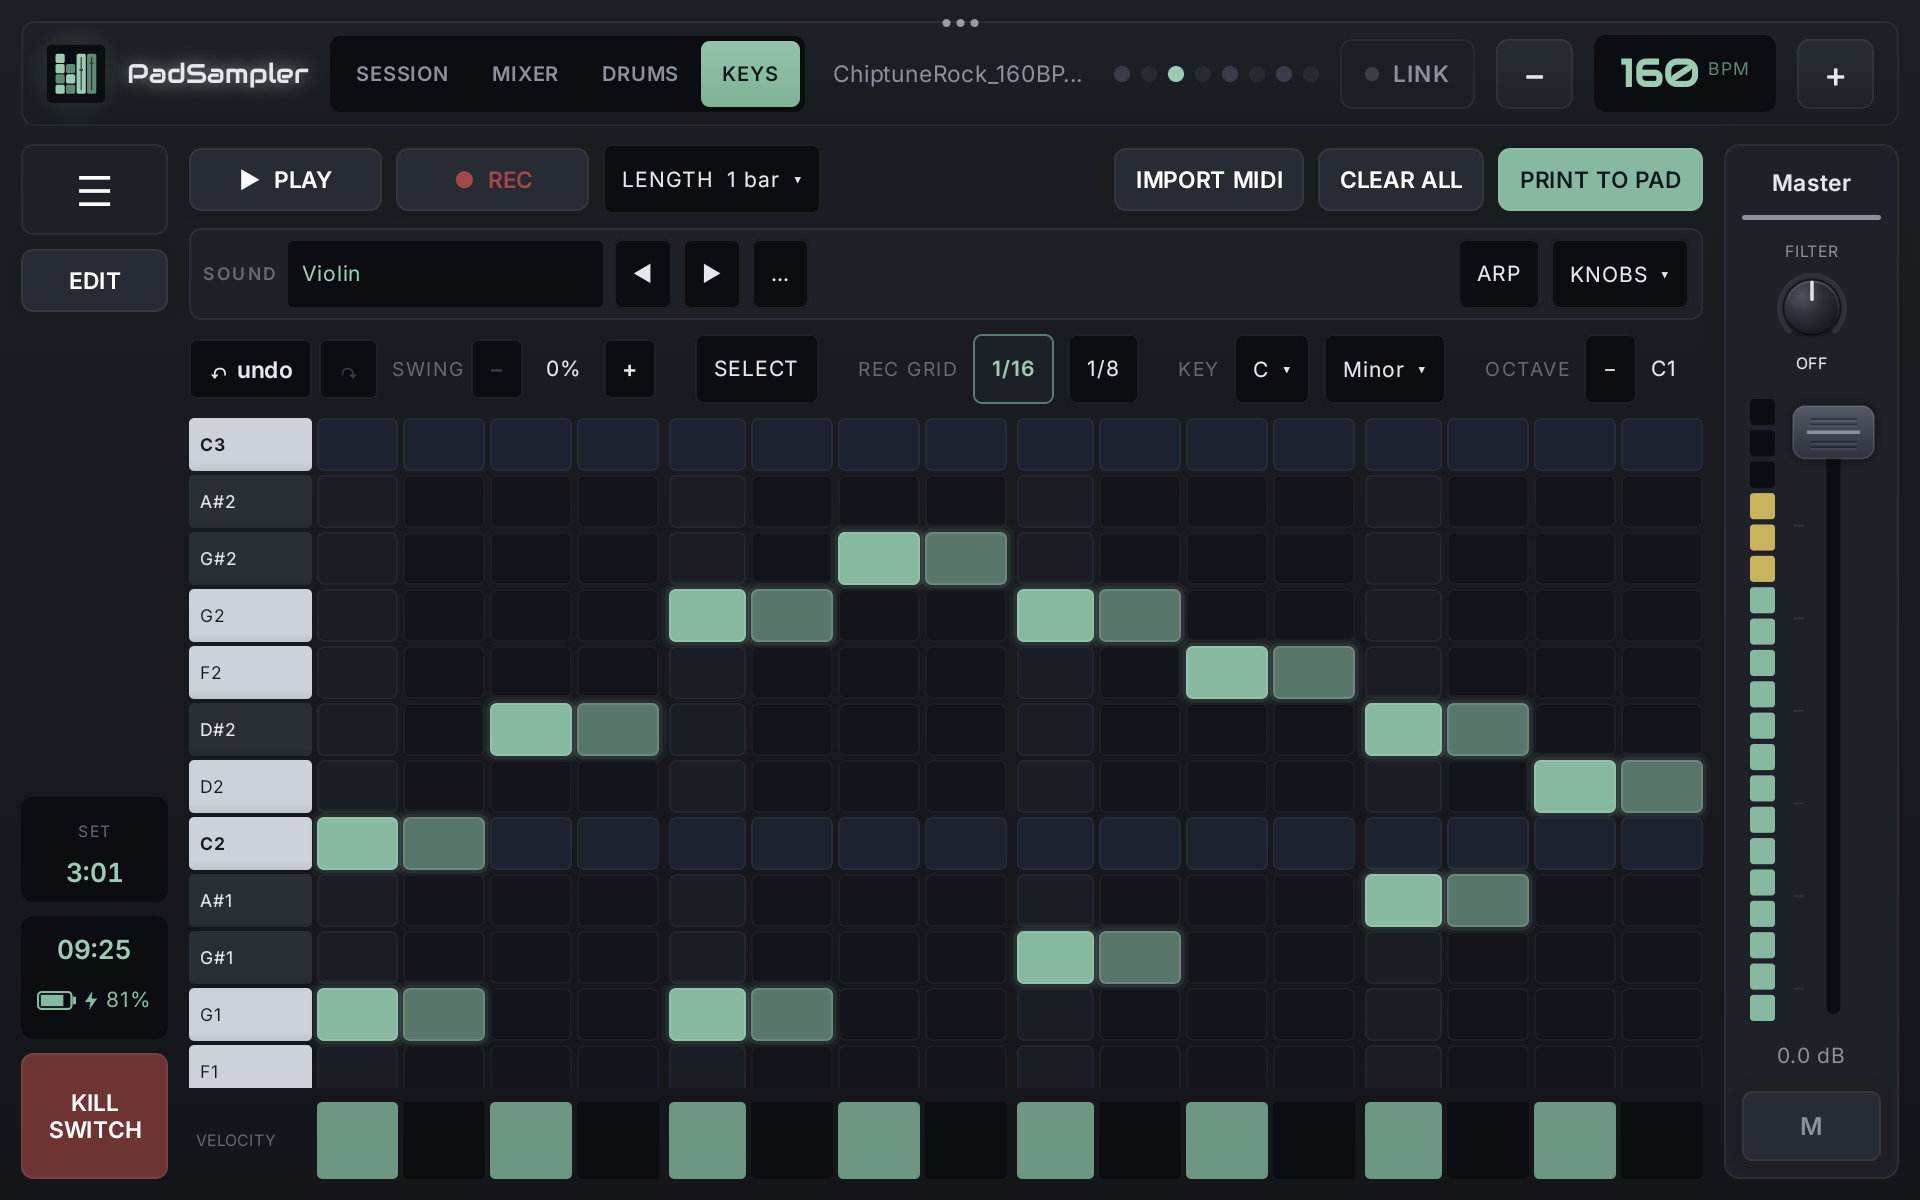 PadSampler
SESSION MIXER DRUMS KEYS
ChiptuneRock_160BP...
LINK
−
160 BPM
+
EDIT
PLAY
REC
LENGTH 1 bar
IMPORT MIDI
CLEAR ALL
PRINT TO PAD
SOUND
Violin
...
ARP
KNOBS
undo
SWING − 0% +
SELECT
REC GRID 1/16 1/8
KEY C Minor
OCTAVE − C1
C3
A#2
G#2
G2
F2
D#2
D2
C2
A#1
G#1
G1
F1
VELOCITY
SET
3:01
09:25
81%
KILL
SWITCH
Master
FILTER
OFF
0.0 dB
M